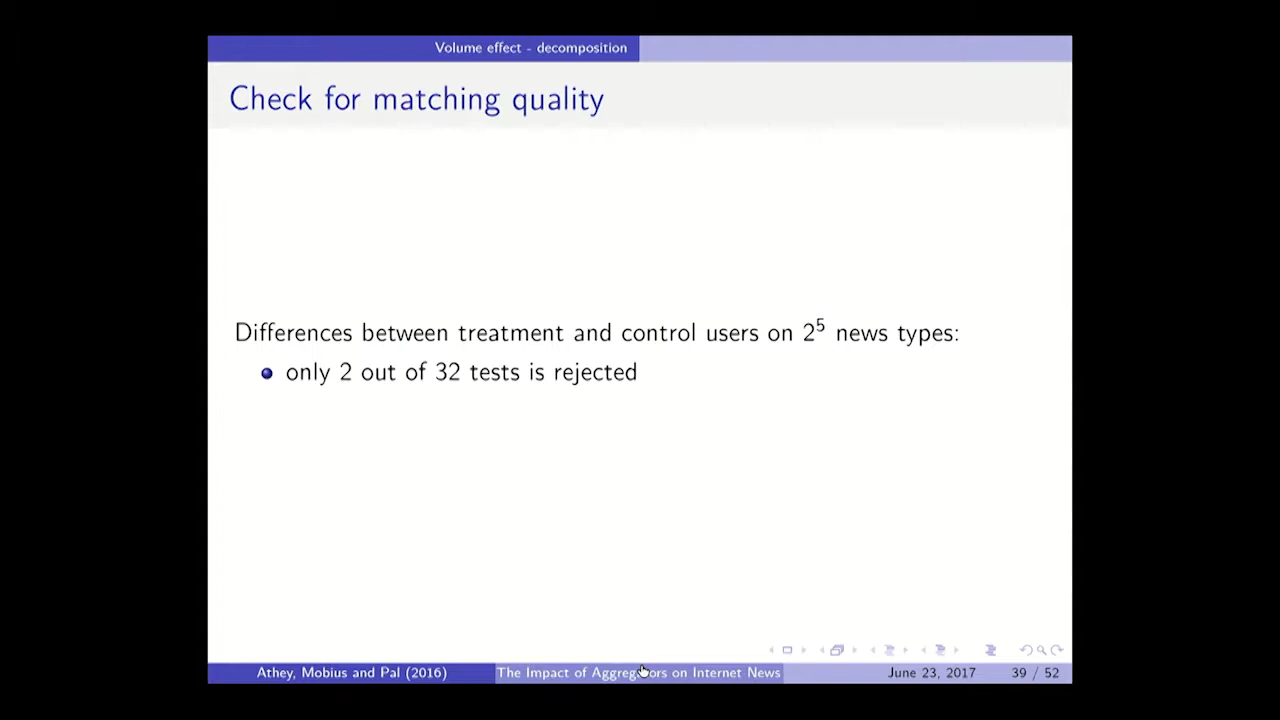 Volume effect - decomposition
Check for matching quality
Differences between treatment and control users on 2⁵ news types:
only 2 out of 32 tests is rejected
Athey, Mobius and Pal (2016)
The Impact of Aggregators on Internet News
June 23, 2017
39 / 52